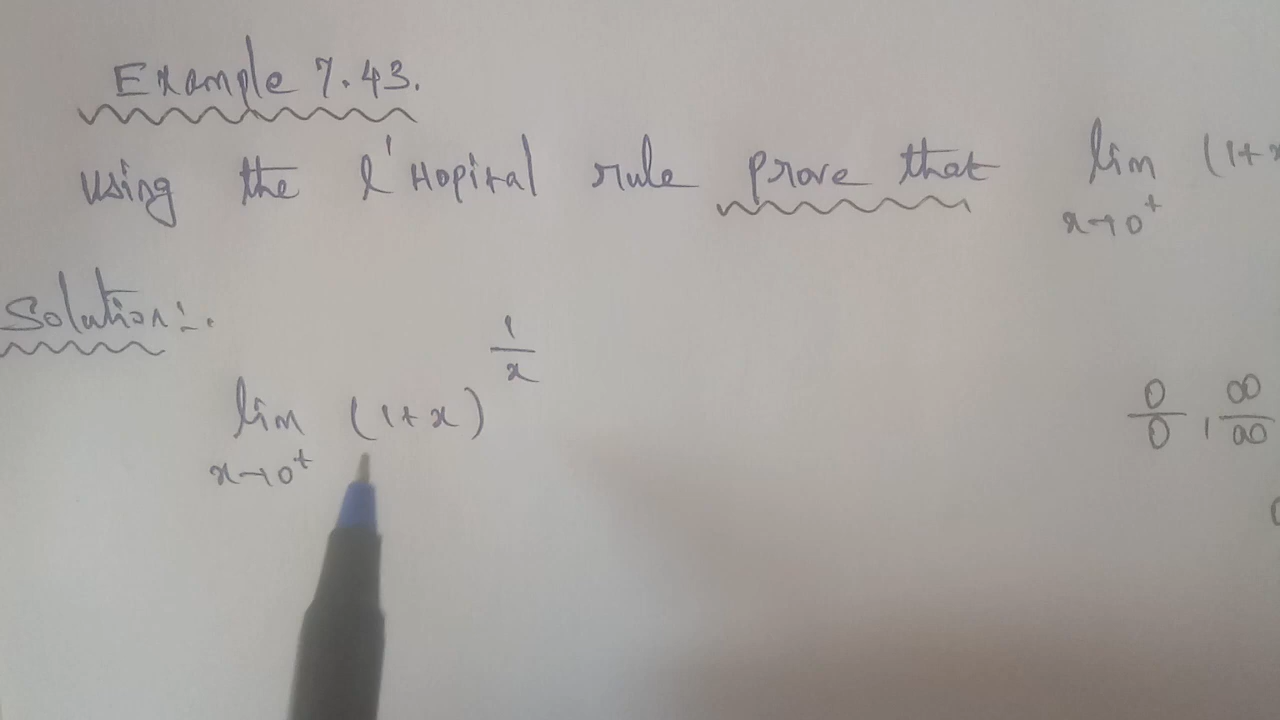 Example 7.43.
using the l'Hopital rule prove that lim (1+x
x→0⁺
Solution:-.
1
x
lim (1+x)
x→0⁺
0/0, ∞/∞